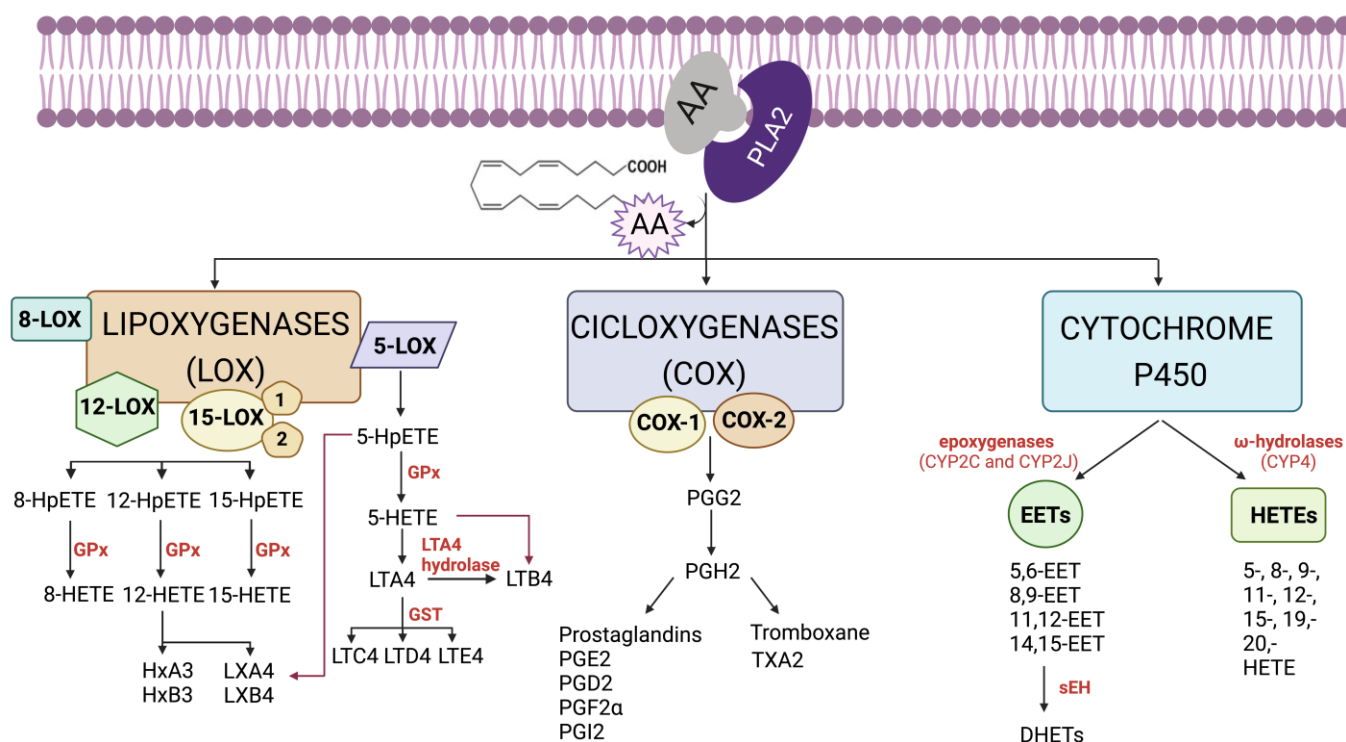 AA
PLA2
COOH
AA
8-LOX
LIPOXYGENASES
(LOX)
5-LOX
12-LOX
15-LOX
1
2
5-HpETE
GPx
8-HpETE 12-HpETE 15-HpETE
5-HETE
GPx GPx GPx
LTA4
hydrolase
LTA4
LTB4
8-HETE 12-HETE 15-HETE
GST
LTC4 LTD4 LTE4
HxA3
HxB3
LXA4
LXB4
CICLOXYGENASES
(COX)
COX-1
COX-2
PGG2
PGH2
Prostaglandins
PGE2
PGD2
PGF2α
PGI2
Tromboxane
TXA2
CYTOCHROME
P450
epoxygenases
(CYP2C and CYP2J)
ω-hydrolases
(CYP4)
EETs
5,6-EET
8,9-EET
11,12-EET
14,15-EET
sEH
DHETs
HETEs
5-, 8-, 9-,
11-, 12-,
15-, 19,-
20,-
HETE